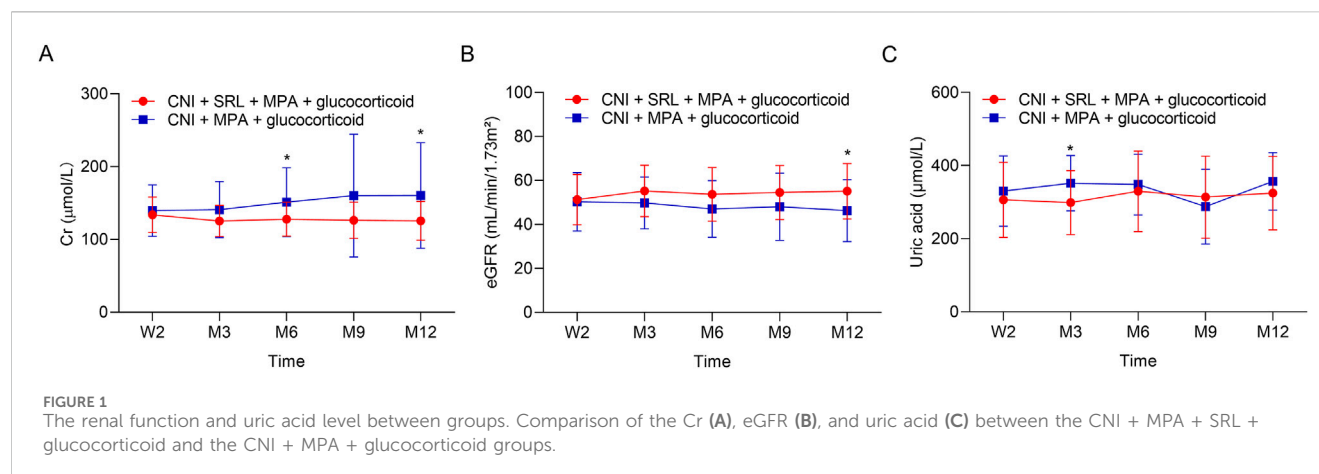 A
CNI + SRL + MPA + glucocorticoid
CNI + MPA + glucocorticoid
Cr (μmol/L)
300
200
100
0
*
*
W2 M3 M6 M9 M12
Time
B
CNI + SRL + MPA + glucocorticoid
CNI + MPA + glucocorticoid
eGFR (mL/min/1.73m²)
100
80
60
40
20
0
*
W2 M3 M6 M9 M12
Time
C
CNI + SRL + MPA + glucocorticoid
CNI + MPA + glucocorticoid
Uric acid (μmol/L)
600
400
200
0
*
W2 M3 M6 M9 M12
Time
FIGURE 1
The renal function and uric acid level between groups. Comparison of the Cr (A), eGFR (B), and uric acid (C) between the CNI + MPA + SRL +
glucocorticoid and the CNI + MPA + glucocorticoid groups.